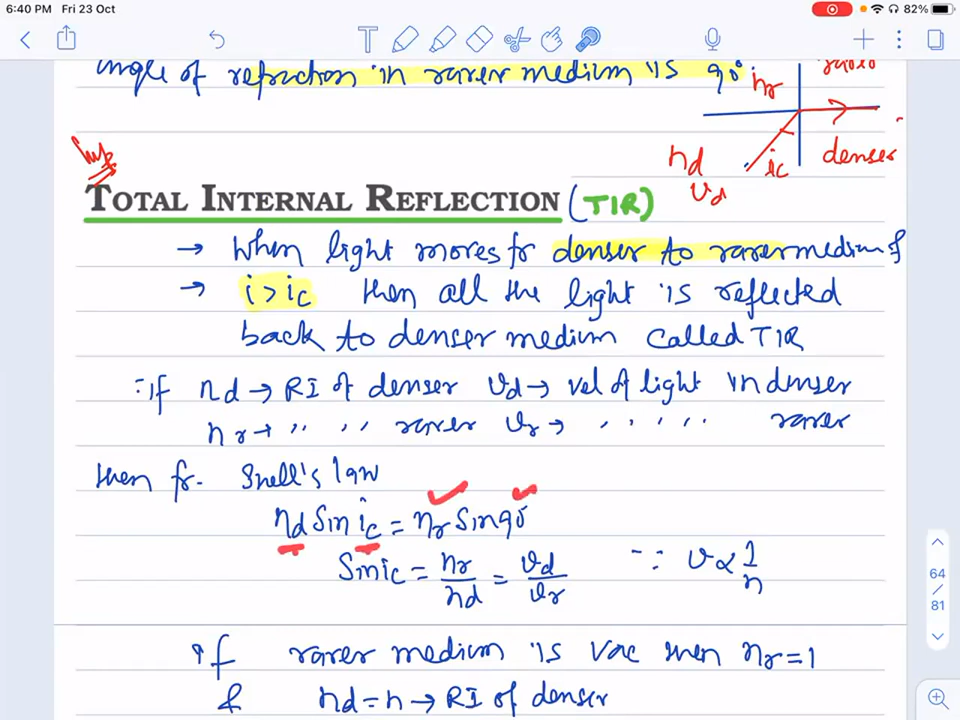 6:40 PM Fri 23 Oct
82%
T
angle of refraction in rarer medium is 90°
nr
denser
nd
ic
vd
Imp
TOTAL INTERNAL REFLECTION (TIR)
→ When light moves fr denser to rarer medium &
→ i > ic then all the light is reflected
back to denser medium called TIR
∵ if nd → RI of denser vd → vel of light in denser
nr → ,, ,, rarer vr → ,, ,, ,, rarer
then fr. Snell's law
nd Sin ic = nr Sin 90
Sin ic = nr/nd = vd/vr ∵ v ∝ 1/n
64
/
81
if rarer medium is Vac then nr = 1
& nd = n → RI of denser